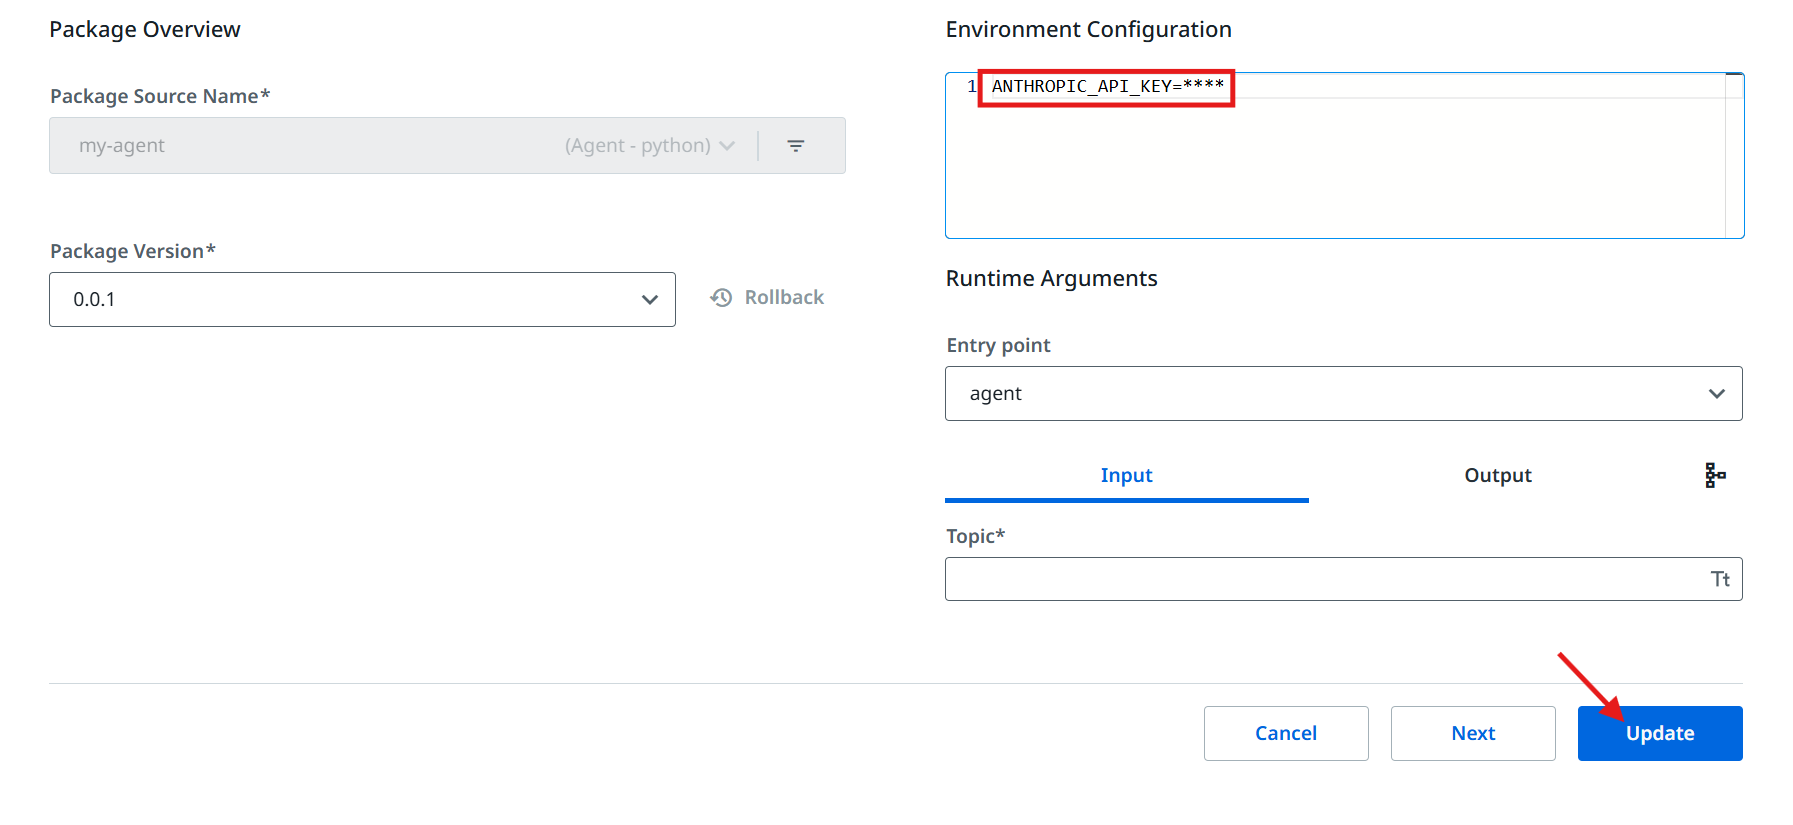 Package Overview
Package Source Name*
my-agent
(Agent - python)
Package Version*
0.0.1
Rollback
Environment Configuration
1 ANTHROPIC_API_KEY=****
Runtime Arguments
Entry point
agent
Input
Output
Topic*
Tt
Cancel
Next
Update